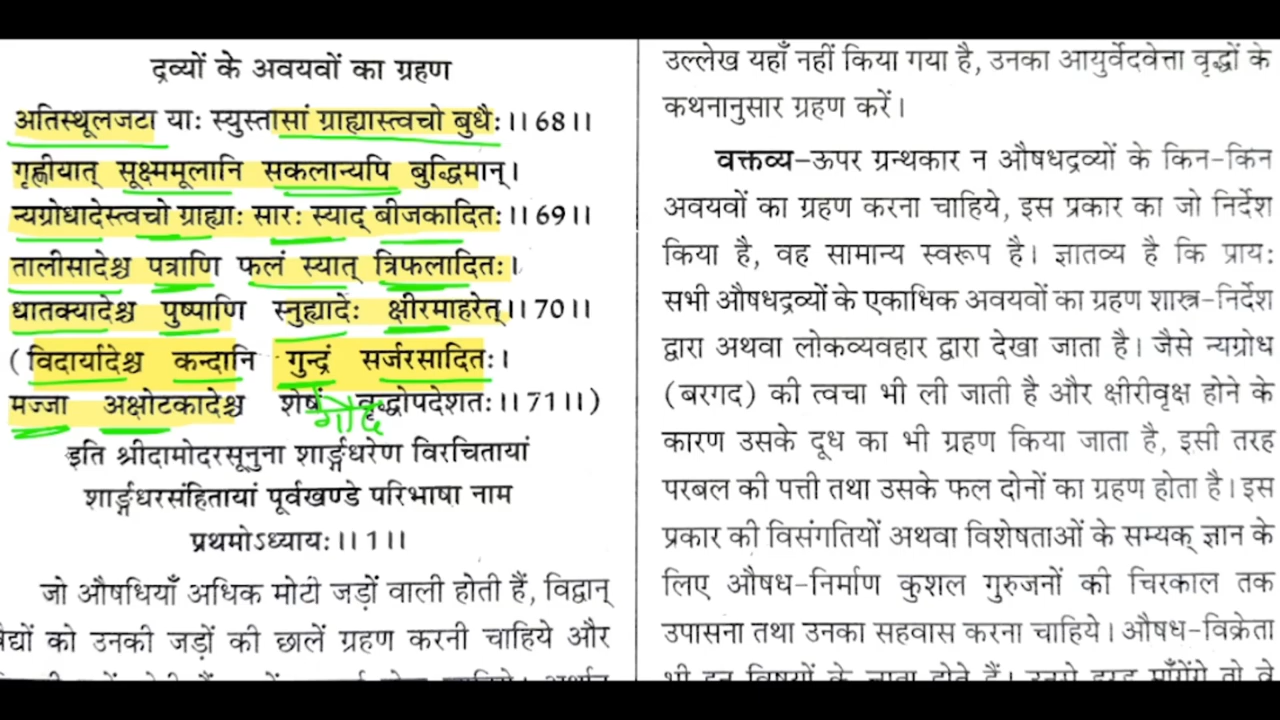 द्रव्यों के अवयवों का ग्रहण
अतिस्थूलजटा याः स्युस्तासां ग्राह्यास्त्वचो बुधैः।।68।।
गृह्णीयात् सूक्ष्ममूलानि सकलान्यपि बुद्धिमान्।
न्यग्रोधादेस्त्वचो ग्राह्याः सारः स्याद् बीजकादितः।।69।।
तालीसादेश्च पत्राणि फलं स्यात् त्रिफलादितः।
धातक्यादेश्च पुष्पाणि स्नुह्यादेः क्षीरमाहरेत्।।70।।
(विदार्यादेश्च कन्दानि गुन्द्रं सर्जरसादितः।
मज्जा अक्षोटकादेश्च शेषं वृद्धोपदेशतः।।71।।)
गोंद
इति श्रीदामोदरसूनुना शार्ङ्गधरेण विरचितायां
शार्ङ्गधरसंहितायां पूर्वखण्डे परिभाषा नाम
प्रथमोऽध्यायः।।1।।
जो औषधियाँ अधिक मोटी जड़ों वाली होती हैं, विद्वान्
वैद्यों को उनकी जड़ों की छालें ग्रहण करनी चाहिये और
उल्लेख यहाँ नहीं किया गया है, उनका आयुर्वेदवेत्ता वृद्धों के
कथनानुसार ग्रहण करें।
वक्तव्य–ऊपर ग्रन्थकार न औषधद्रव्यों के किन-किन
अवयवों का ग्रहण करना चाहिये, इस प्रकार का जो निर्देश
किया है, वह सामान्य स्वरूप है। ज्ञातव्य है कि प्रायः
सभी औषधद्रव्यों के एकाधिक अवयवों का ग्रहण शास्त्र-निर्देश
द्वारा अथवा लोकव्यवहार द्वारा देखा जाता है। जैसे न्यग्रोध
(बरगद) की त्वचा भी ली जाती है और क्षीरीवृक्ष होने के
कारण उसके दूध का भी ग्रहण किया जाता है, इसी तरह
परबल की पत्ती तथा उसके फल दोनों का ग्रहण होता है। इस
प्रकार की विसंगतियों अथवा विशेषताओं के सम्यक् ज्ञान के
लिए औषध-निर्माण कुशल गुरुजनों की चिरकाल तक
उपासना तथा उनका सहवास करना चाहिये। औषध-विक्रेता
भी इन विषयों के ज्ञाता होते हैं। उनसे हरड़ माँगेंगे तो वे